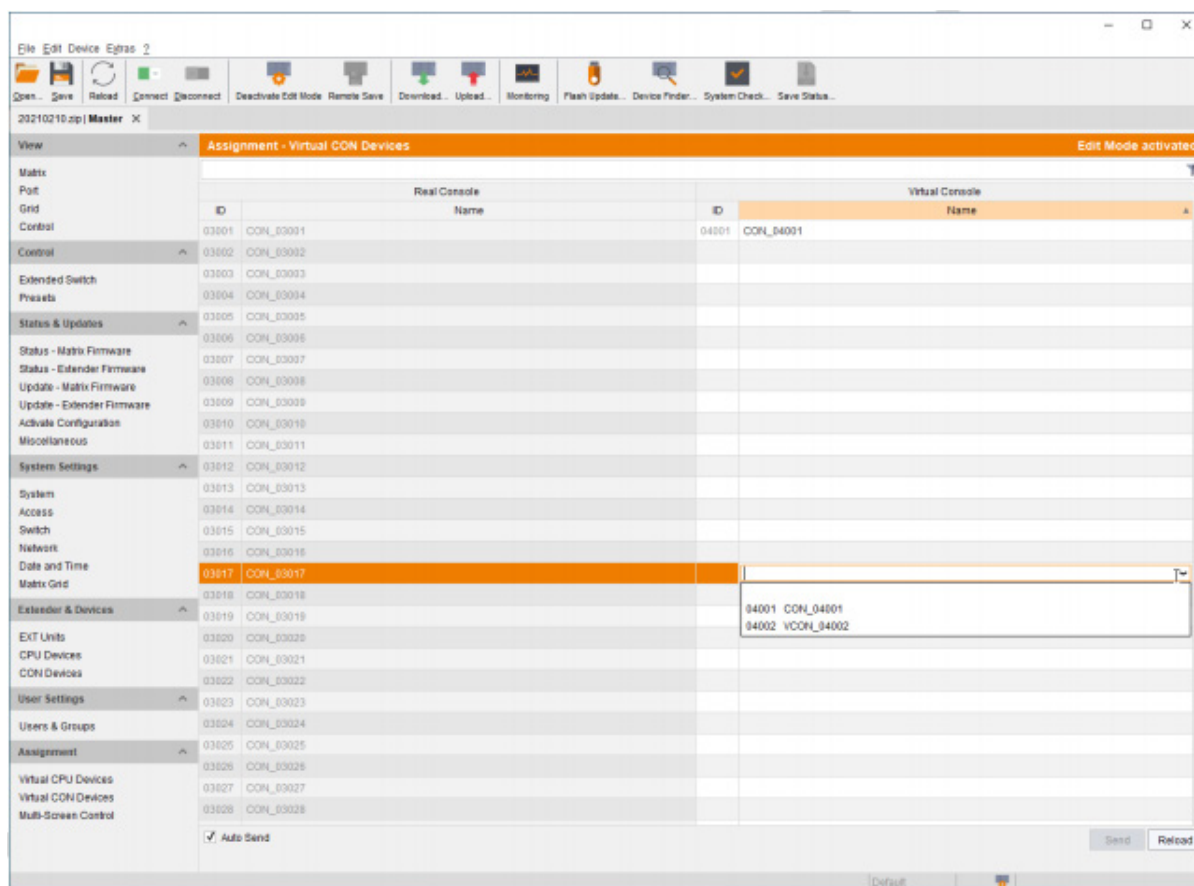 File Edit Device Extras ?
Open... Save Reload Connect Disconnect Deactivate Edit Mode Remote Save Download... Upload... Monitoring Flash Update... Device Finder... System Check... Save Status...
20210210.zip| Master X
View
Matrix
Port
Grid
Control
Control
Extended Switch
Presets
Status & Updates
Status - Matrix Firmware
Status - Extender Firmware
Update - Matrix Firmware
Update - Extender Firmware
Activate Configuration
Miscellaneous
System Settings
System
Access
Switch
Network
Date and Time
Matrix Grid
Extender & Devices
EXT Units
CPU Devices
CON Devices
User Settings
Users & Groups
Assignment
Virtual CPU Devices
Virtual CON Devices
Multi-Screen Control
Assignment - Virtual CON Devices Edit Mode activated
Real Console Virtual Console
ID Name ID Name
03001 CON_03001 04001 CON_04001
03002 CON_03002
03003 CON_03003
03004 CON_03004
03005 CON_03005
03006 CON_03006
03007 CON_03007
03008 CON_03008
03009 CON_03009
03010 CON_03010
03011 CON_03011
03012 CON_03012
03013 CON_03013
03014 CON_03014
03015 CON_03015
03016 CON_03016
03017 CON_03017
03018 CON_03018
04001 CON_04001
03019 CON_03019
04002 VCON_04002
03020 CON_03020
03021 CON_03021
03022 CON_03022
03023 CON_03023
03024 CON_03024
03025 CON_03025
03026 CON_03026
03027 CON_03027
03028 CON_03028
Auto Send Send Reload
Default